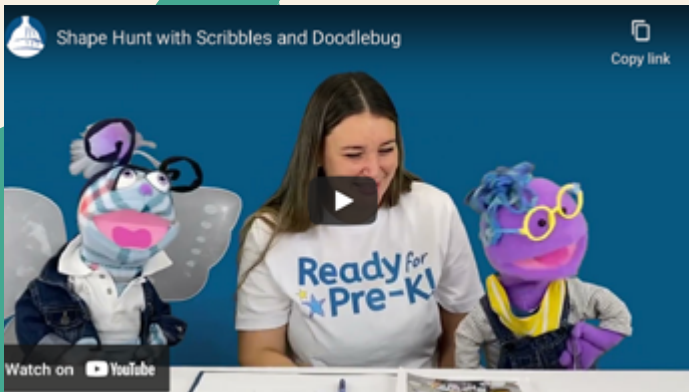 Shape Hunt with Scribbles and Doodlebug
Copy link
Ready for
Pre-K!
Watch on YouTube